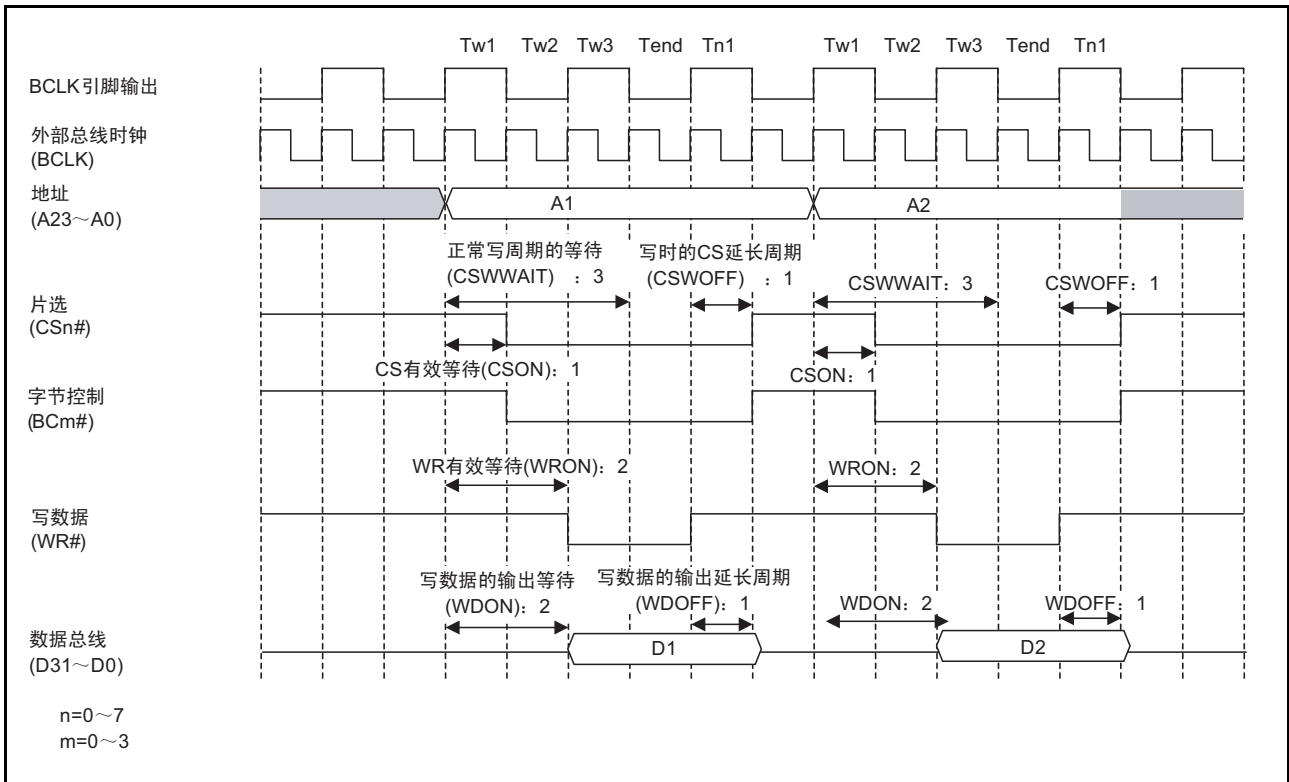 Tw1 Tw2 Tw3 Tend Tn1 Tw1 Tw2 Tw3 Tend Tn1
BCLK引脚输出
外部总线时钟
(BCLK)
地址
(A23～A0)
A1 A2
正常写周期的等待
(CSWWAIT) ：3
写时的CS延长周期
(CSWOFF) ：1
CSWWAIT：3 CSWOFF：1
片选
(CSn#)
CS有效等待(CSON)：1 CSON：1
字节控制
(BCm#)
WR有效等待(WRON)：2 WRON：2
写数据
(WR#)
写数据的输出等待
(WDON)：2
写数据的输出延长周期
(WDOFF)：1
WDON：2 WDOFF：1
数据总线
(D31～D0)
D1 D2
n=0～7
m=0～3